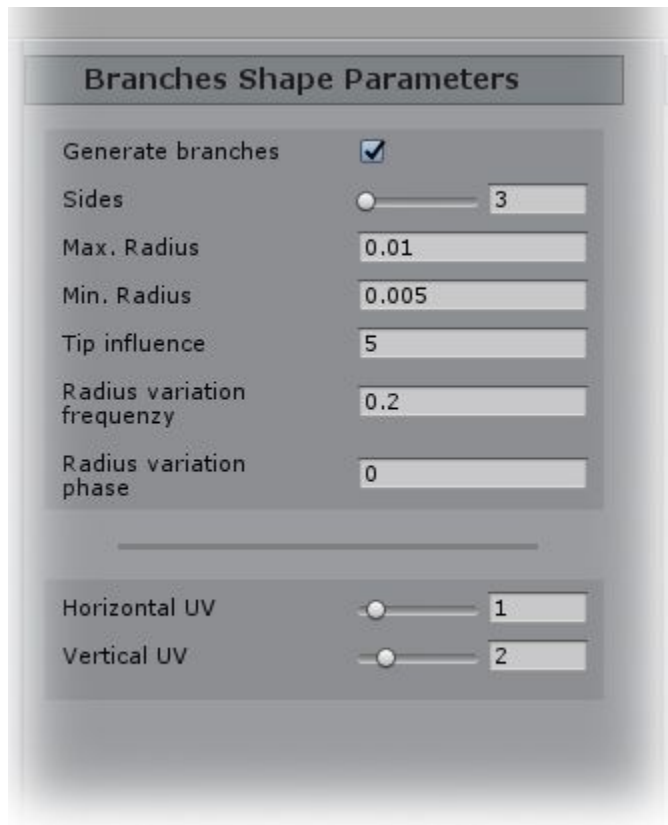 Branches Shape Parameters
Generate branches
Sides 3
Max. Radius 0.01
Min. Radius 0.005
Tip influence 5
Radius variation
frequenzy 0.2
Radius variation
phase 0
Horizontal UV 1
Vertical UV 2